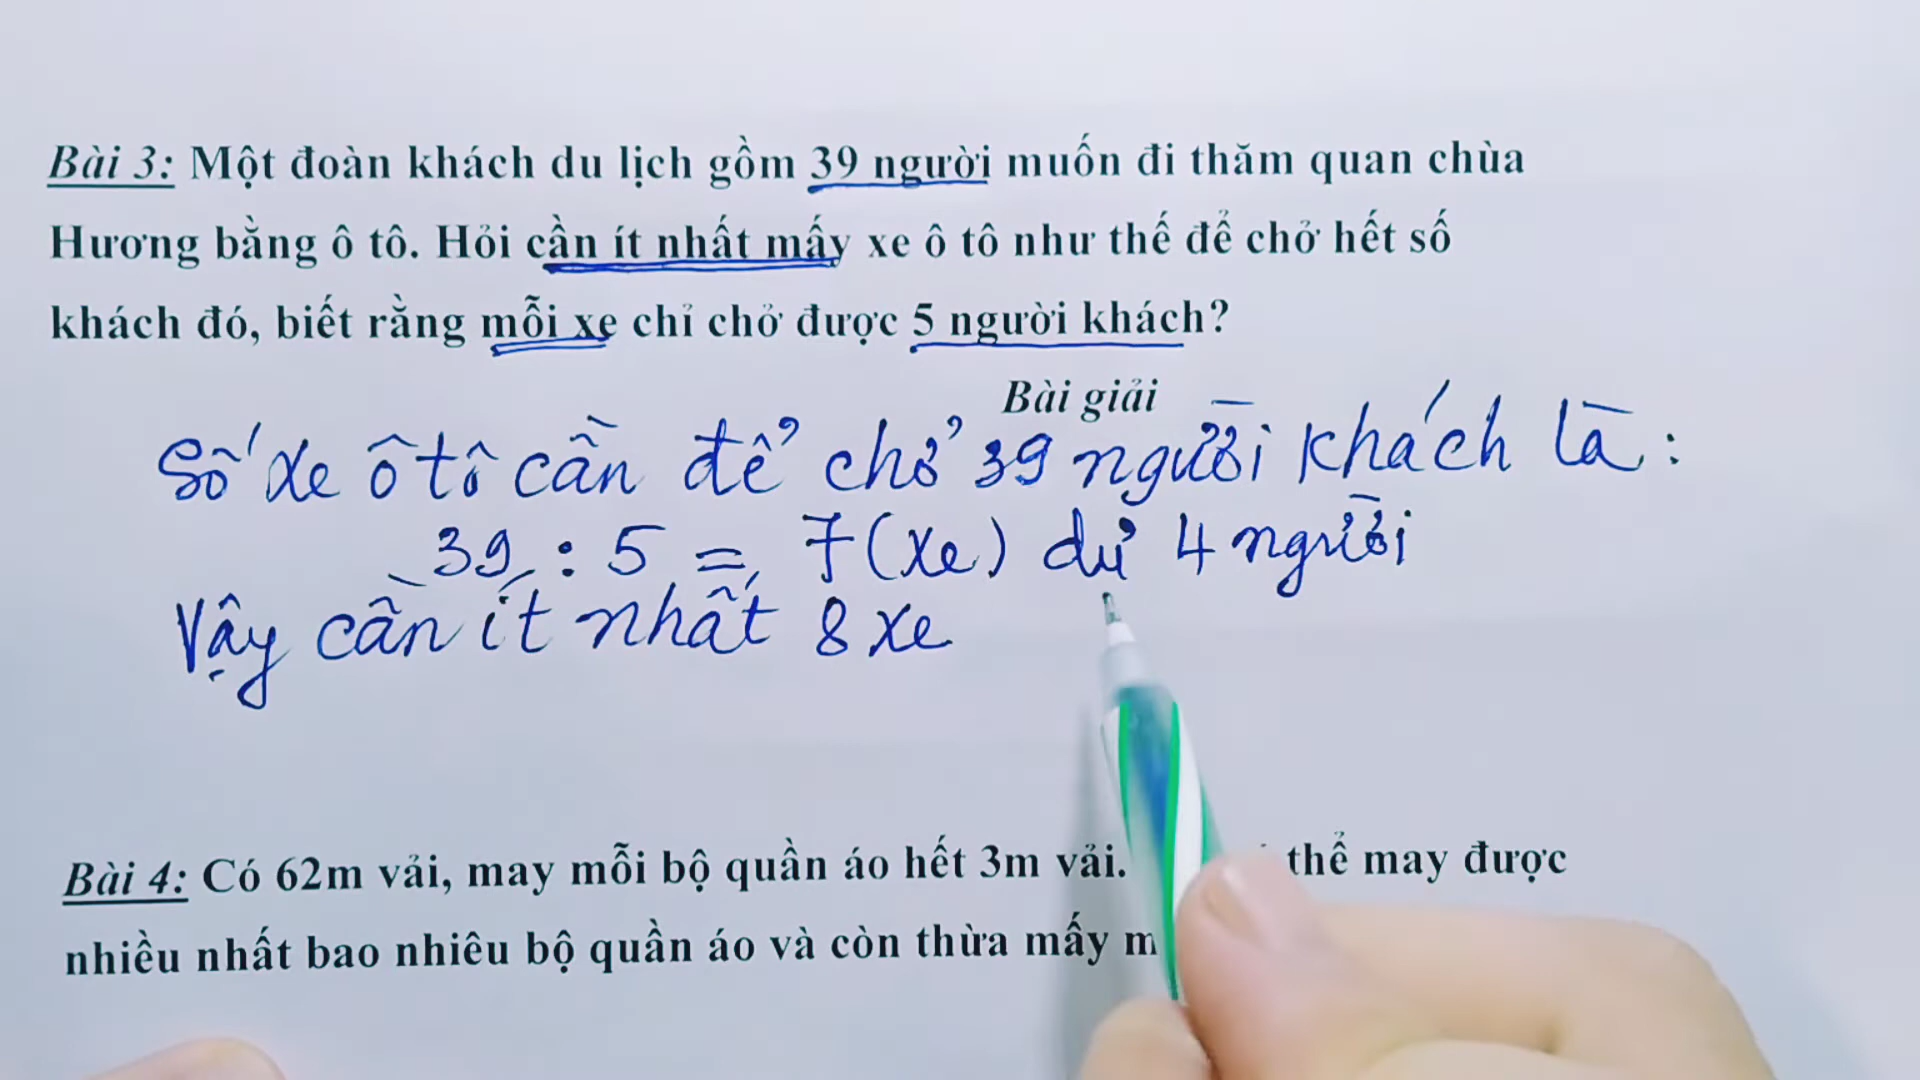 Bài 3: Một đoàn khách du lịch gồm 39 người muốn đi thăm quan chùa
Hương bằng ô tô. Hỏi cần ít nhất mấy xe ô tô như thế để chở hết số
khách đó, biết rằng mỗi xe chỉ chở được 5 người khách?
Bài giải
Số xe ô tô cần để chở 39 người khách là:
39 : 5 = 7 (xe) dư 4 người
Vậy cần ít nhất 8 xe
Bài 4: Có 62m vải, may mỗi bộ quần áo hết 3m vải. thể may được
nhiều nhất bao nhiêu bộ quần áo và còn thừa mấy m